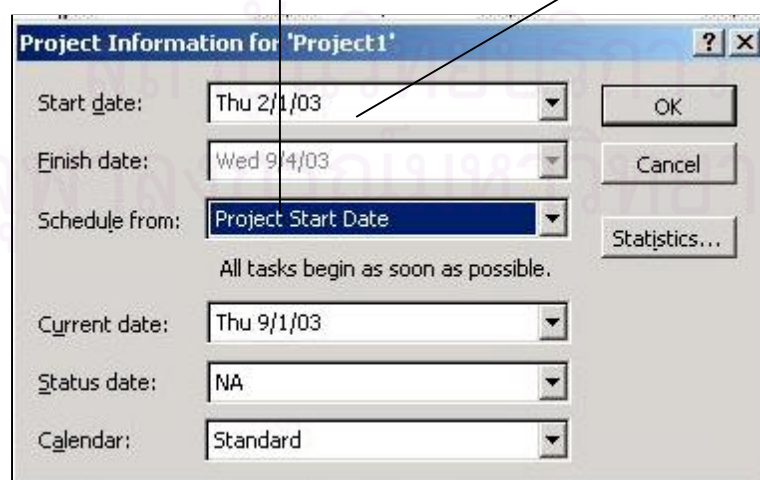 Project Information for 'Project1'
Start date: Thu 2/1/03 OK
Finish date: Wed 9/4/03 Cancel
Schedule from: Project Start Date Statistics...
All tasks begin as soon as possible.
Current date: Thu 9/1/03
Status date: NA
Calendar: Standard